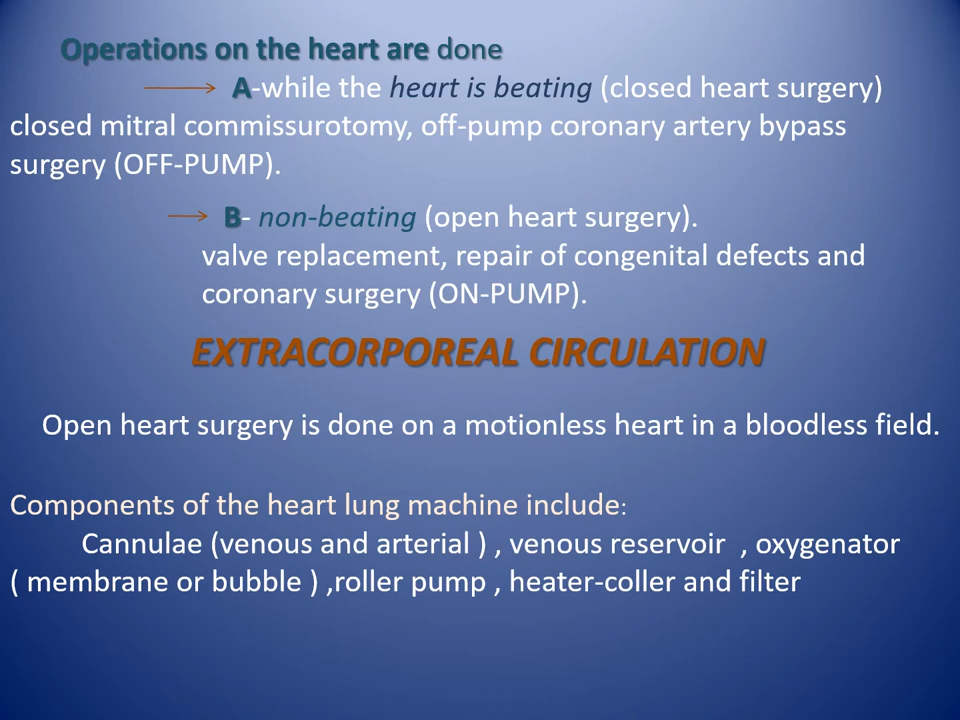 Operations on the heart are done
A-while the heart is beating (closed heart surgery)
closed mitral commissurotomy, off-pump coronary artery bypass
surgery (OFF-PUMP).
B- non-beating (open heart surgery).
valve replacement, repair of congenital defects and
coronary surgery (ON-PUMP).
EXTRACORPOREAL CIRCULATION
Open heart surgery is done on a motionless heart in a bloodless field.
Components of the heart lung machine include:
Cannulae (venous and arterial ) , venous reservoir , oxygenator
( membrane or bubble ) ,roller pump , heater-coller and filter